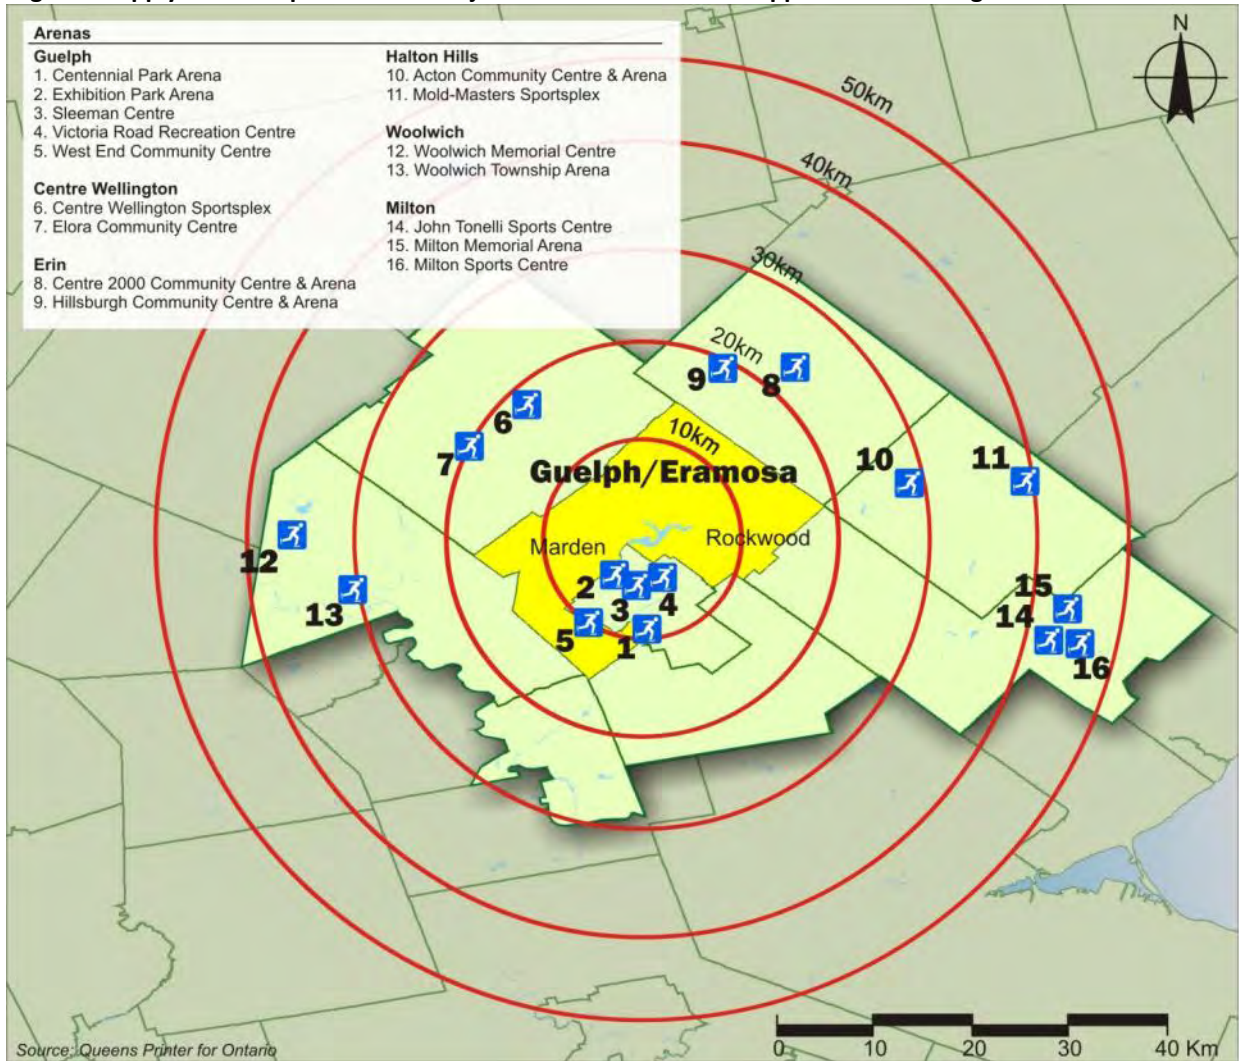 Arenas
Guelph
1. Centennial Park Arena
2. Exhibition Park Arena
3. Sleeman Centre
4. Victoria Road Recreation Centre
5. West End Community Centre
Centre Wellington
6. Centre Wellington Sportsplex
7. Elora Community Centre
Erin
8. Centre 2000 Community Centre & Arena
9. Hillsburgh Community Centre & Arena
Halton Hills
10. Acton Community Centre & Arena
11. Mold-Masters Sportsplex
Woolwich
12. Woolwich Memorial Centre
13. Woolwich Township Arena
Milton
14. John Tonelli Sports Centre
15. Milton Memorial Arena
16. Milton Sports Centre
N
50km
40km
30km
20km
9
8
6
7
10km
Guelph/Eramosa
10
11
12
Marden
Rockwood
13
2
3
4
5
1
15
14
16
0 10 20 30 40 Km
Source: Queens Printer for Ontario